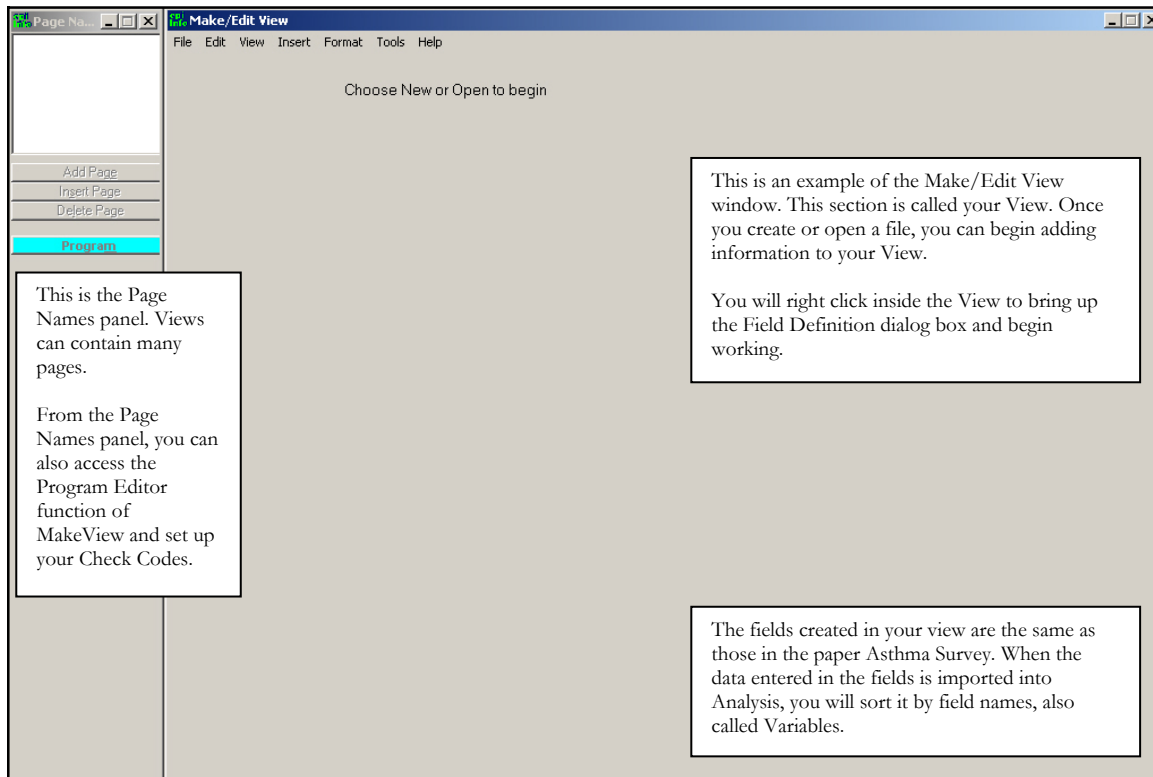 Page Na...
Make/Edit View
File Edit View Insert Format Tools Help
Choose New or Open to begin
Add Page
Insert Page
Delete Page
Program
This is the Page
Names panel. Views
can contain many
pages.
From the Page
Names panel, you can
also access the
Program Editor
function of
MakeView and set up
your Check Codes.
This is an example of the Make/Edit View
window. This section is called your View. Once
you create or open a file, you can begin adding
information to your View.
You will right click inside the View to bring up
the Field Definition dialog box and begin
working.
The fields created in your view are the same as
those in the paper Asthma Survey. When the
data entered in the fields is imported into
Analysis, you will sort it by field names, also
called Variables.